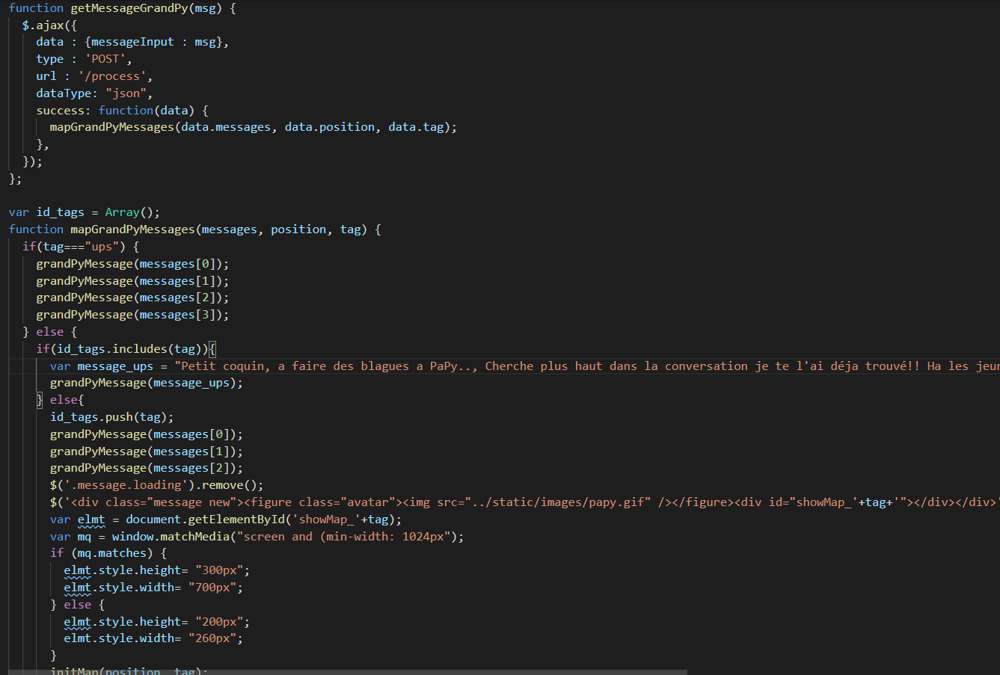 function getMessageGrandPy(msg) {
$.ajax({
data : {messageInput : msg},
type : 'POST',
url : '/process',
dataType: "json",
success: function(data) {
mapGrandPyMessages(data.messages, data.position, data.tag);
},
});
};
var id_tags = Array();
function mapGrandPyMessages(messages, position, tag) {
if(tag==="ups") {
grandPyMessage(messages[0]);
grandPyMessage(messages[1]);
grandPyMessage(messages[2]);
grandPyMessage(messages[3]);
} else {
if(id_tags.includes(tag)){
var message_ups = "Petit coquin, a faire des blagues a PaPy.., Cherche plus haut dans la conversation je te l'ai déja trouvé!! Ha les jeur
grandPyMessage(message_ups);
} else{
id_tags.push(tag);
grandPyMessage(messages[0]);
grandPyMessage(messages[1]);
grandPyMessage(messages[2]);
$('.message.loading').remove();
$('<div class="message new"><figure class="avatar"><img src="../static/images/papy.gif" /></figure><div id="showMap_'+tag+'"></div></div>'
var elmt = document.getElementById('showMap_'+tag);
var mq = window.matchMedia("screen and (min-width: 1024px");
if (mq.matches) {
elmt.style.height= "300px";
elmt.style.width= "700px";
} else {
elmt.style.height= "200px";
elmt.style.width= "260px";
}
initMap(position, tag);